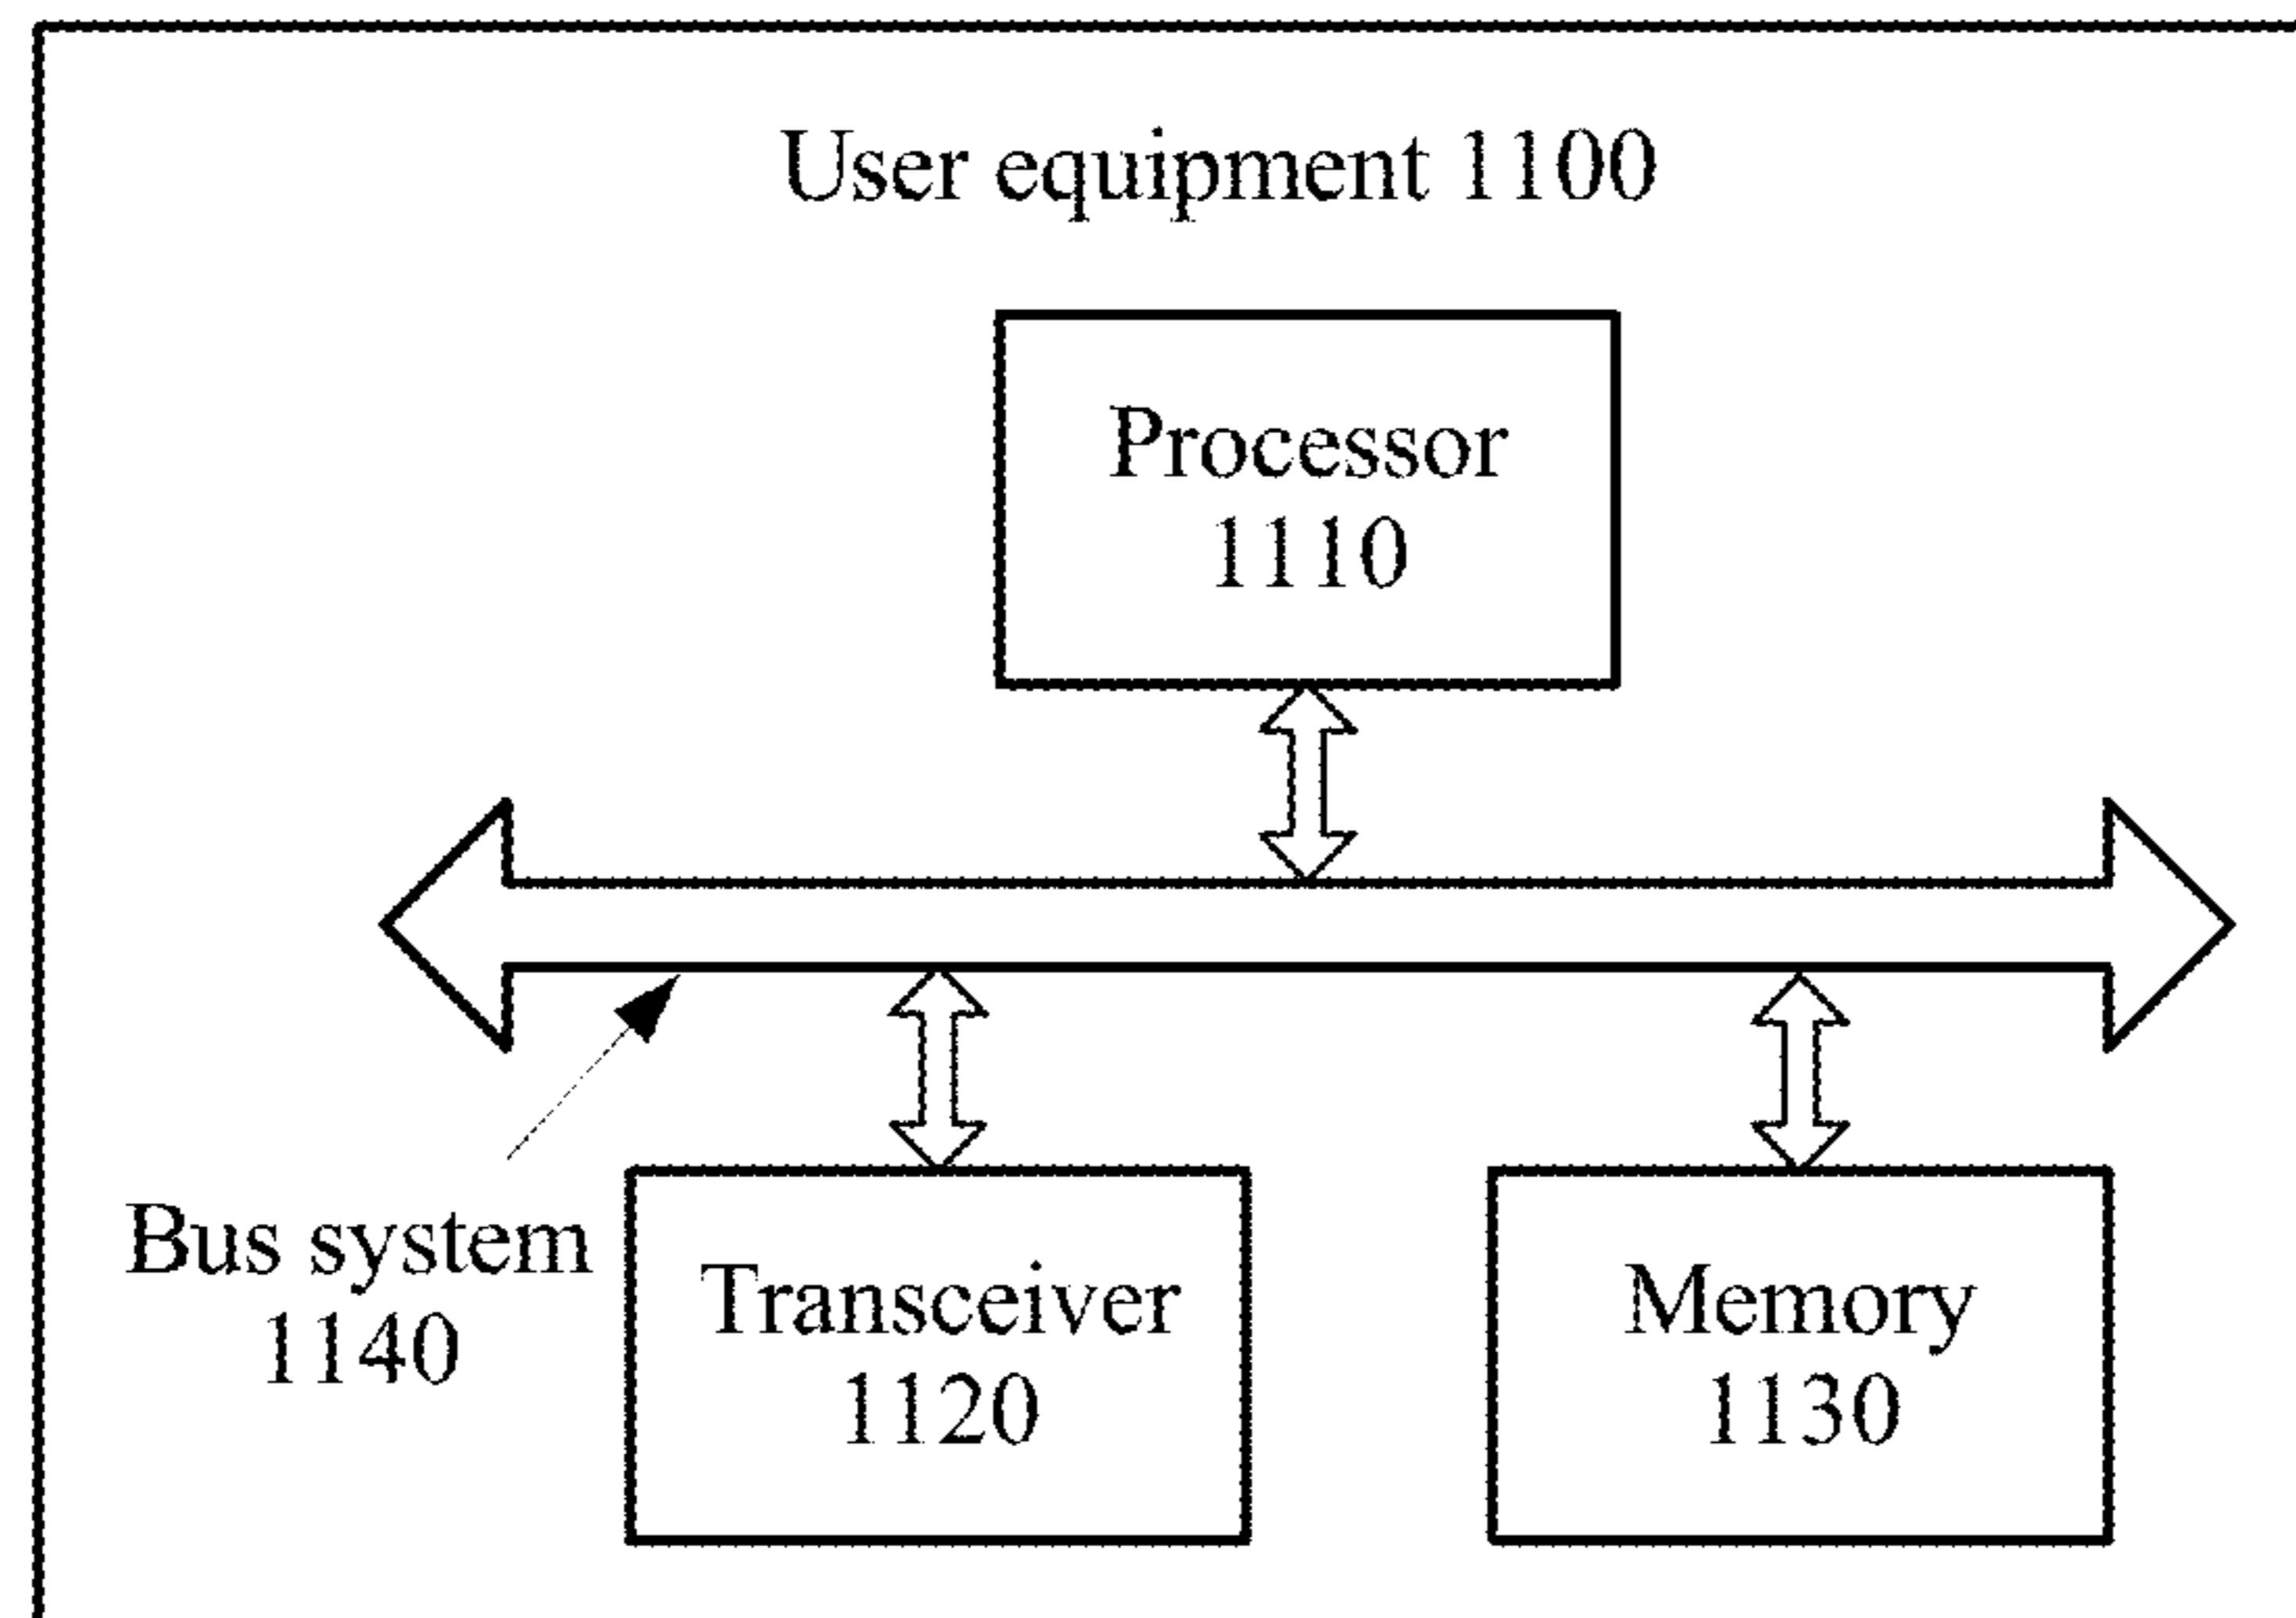 User equipment 1100
Processor
1110
Bus system
1140
Transceiver
1120
Memory
1130